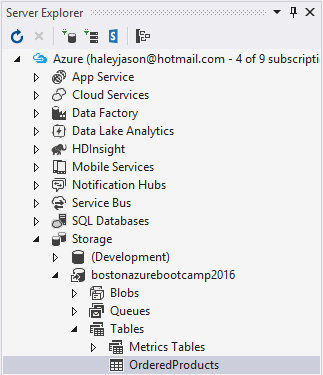 Server Explorer
Azure (haleyjason@hotmail.com - 4 of 9 subscripti
App Service
Cloud Services
Data Factory
Data Lake Analytics
HDInsight
Mobile Services
Notification Hubs
Service Bus
SQL Databases
Storage
(Development)
bostonazurebootcamp2016
Blobs
Queues
Tables
Metrics Tables
OrderedProducts